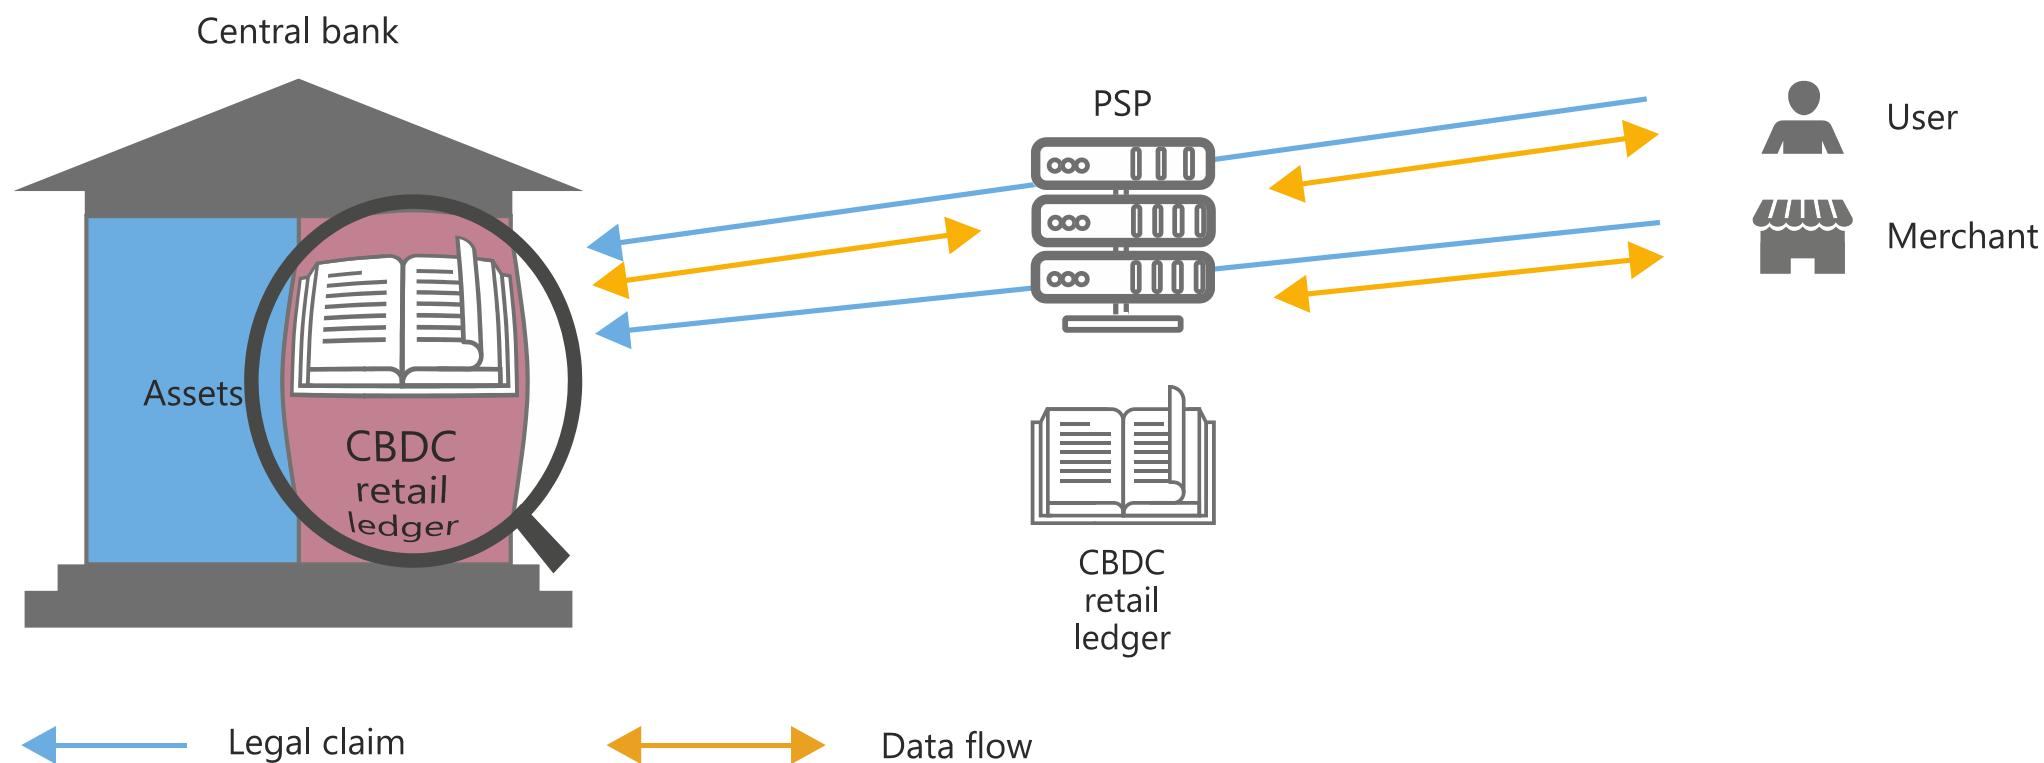 Central bank
PSP
User
Merchant
Assets
CBDC
retail
ledger
CBDC
retail
ledger
Legal claim
Data flow